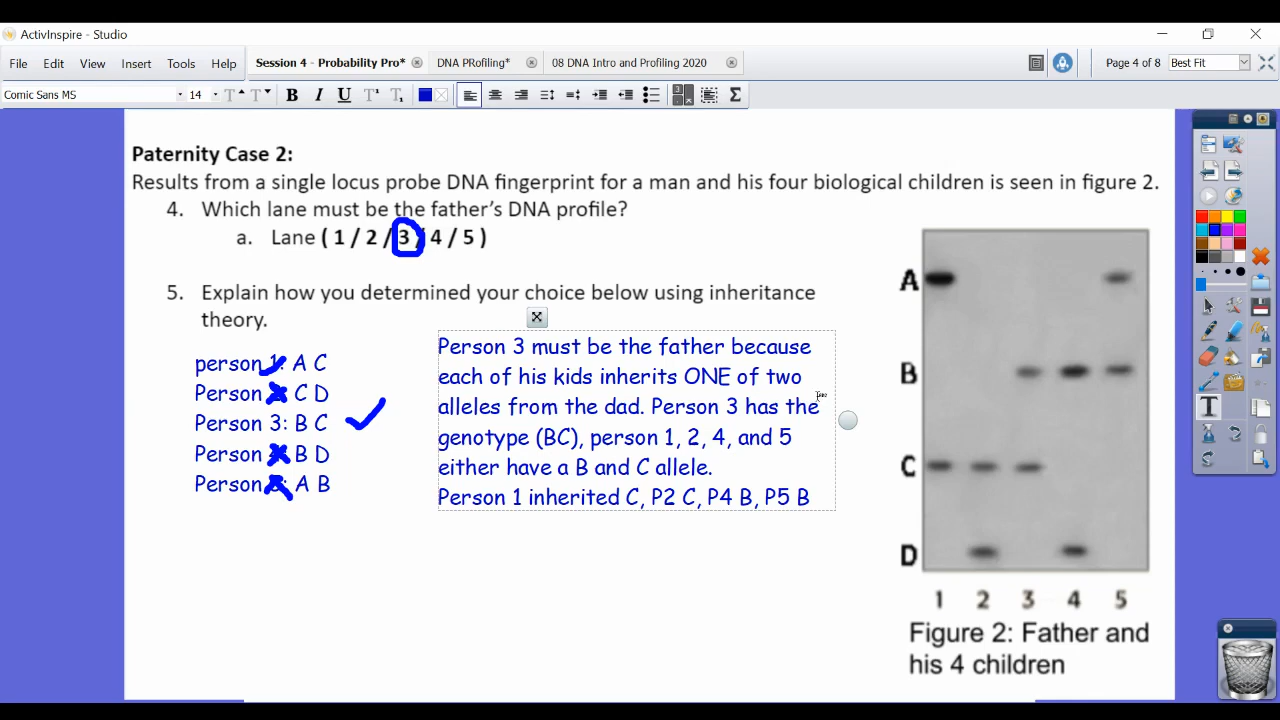 ActivInspire - Studio
File Edit View Insert Tools Help
Session 4 - Probability Pro*
DNA PRofiling*
08 DNA Intro and Profiling 2020
Page 4 of 8
Best Fit
Comic Sans MS
14
B I U T¹ T₁ Σ
Paternity Case 2:
Results from a single locus probe DNA fingerprint for a man and his four biological children is seen in figure 2.
4. Which lane must be the father's DNA profile?
a. Lane ( 1 / 2 / 3 / 4 / 5 )
5. Explain how you determined your choice below using inheritance
theory.
person 1: A C
Person C D
Person 3: B C
Person B D
Person : A B
Person 3 must be the father because
each of his kids inherits ONE of two
alleles from the dad. Person 3 has the
genotype (BC), person 1, 2, 4, and 5
either have a B and C allele.
Person 1 inherited C, P2 C, P4 B, P5 B
A
B
C
D
1 2 3 4 5
Figure 2: Father and
his 4 children
T